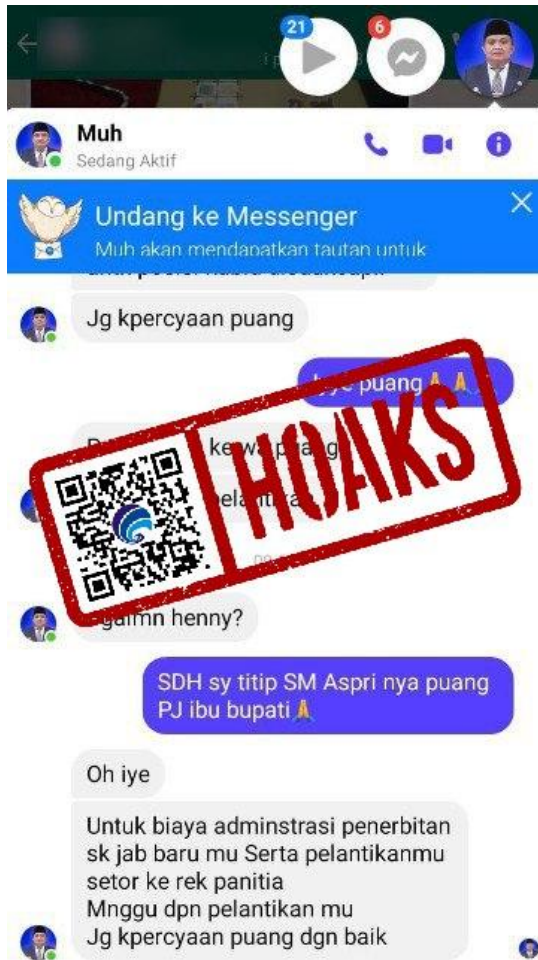 21
6
Muh
Sedang Aktif
Undang ke Messenger
Muh akan mendapatkan tautan untuk
Jg kpercyaan puang
puang🙏🙏
ke wa
HOAKS
henny?
SDH sy titip SM Aspri nya puang
PJ ibu bupati🙏
Oh iye
Untuk biaya adminstrasi penerbitan
sk jab baru mu Serta pelantikanmu
setor ke rek panitia
Mnggu dpn pelantikan mu
Jg kpercyaan puang dgn baik